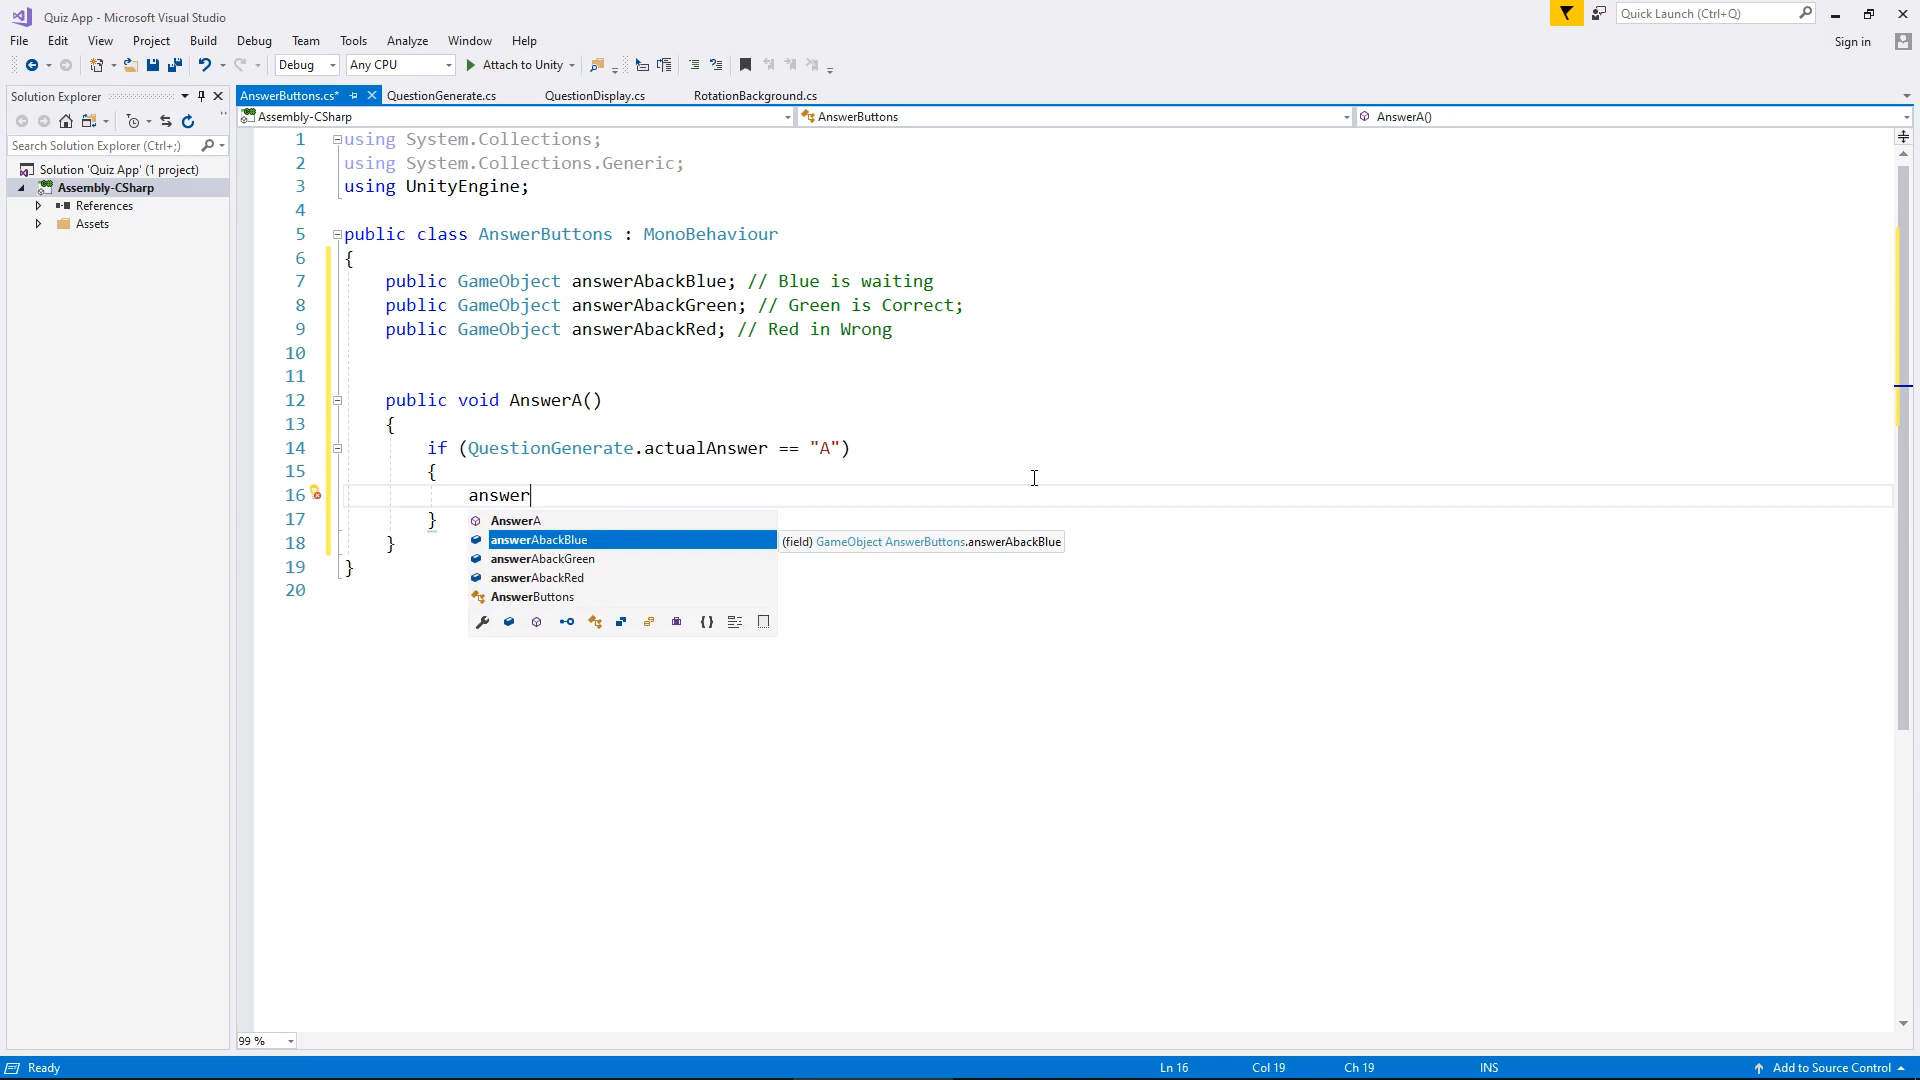 Quiz App - Microsoft Visual Studio
Quick Launch (Ctrl+Q)
File Edit View Project Build Debug Team Tools Analyze Window Help
Sign in
Debug Any CPU Attach to Unity
Solution Explorer
AnswerButtons.cs* QuestionGenerate.cs QuestionDisplay.cs RotationBackground.cs
Assembly-CSharp AnswerButtons AnswerA()
Search Solution Explorer (Ctrl+;)
Solution 'Quiz App' (1 project)
Assembly-CSharp
References
Assets
1 using System.Collections;
2 using System.Collections.Generic;
3 using UnityEngine;
4
5 public class AnswerButtons : MonoBehaviour
6 {
7 public GameObject answerAbackBlue; // Blue is waiting
8 public GameObject answerAbackGreen; // Green is Correct;
9 public GameObject answerAbackRed; // Red in Wrong
10
11
12 public void AnswerA()
13 {
14 if (QuestionGenerate.actualAnswer == "A")
15 {
16 answer
17 }
18 }
19 }
20
AnswerA
answerAbackBlue
answerAbackGreen
answerAbackRed
AnswerButtons
(field) GameObject AnswerButtons.answerAbackBlue
99 %
Ready Ln 16 Col 19 Ch 19 INS Add to Source Control